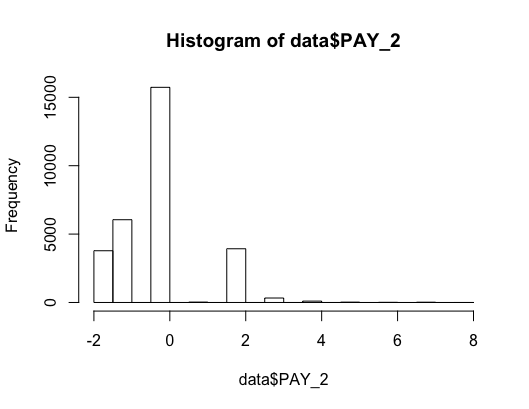 Histogram of data$PAY_2
Frequency
15000
10000
5000
0
-2 0 2 4 6 8
data$PAY_2